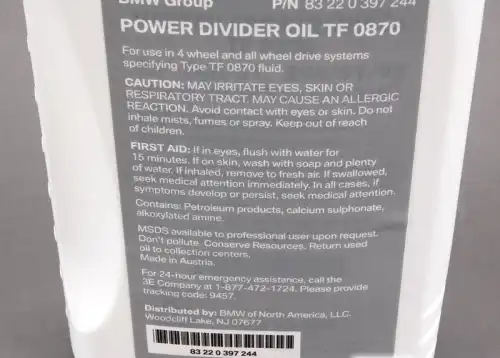 BMW Group P/N 83 22 0 397 244
POWER DIVIDER OIL TF 0870
For use in 4 wheel and all wheel drive systems
specifying Type TF 0870 fluid.
CAUTION: MAY IRRITATE EYES, SKIN OR
RESPIRATORY TRACT. MAY CAUSE AN ALLERGIC
REACTION. Avoid contact with eyes or skin. Do not
inhale mists, fumes or spray. Keep out of reach
of children.
FIRST AID: If in eyes, flush with water for
15 minutes. If on skin, wash with soap and plenty
of water. If inhaled, remove to fresh air. If swallowed,
seek medical attention immediately. In all cases, if
symptoms develop or persist, seek medical attention.
Contains: Petroleum products, calcium sulphonate,
alkoxylated amine.
MSDS available to professional user upon request.
Don't pollute. Conserve Resources. Return used
oil to collection centers.
Made in Austria.
For 24-hour emergency assistance, call the
3E Company at 1-877-472-1724. Please provide
tracking code: 9457.
Distributed by: BMW of North America, LLC.
Woodcliff Lake, NJ 07677
83 22 0 397 244